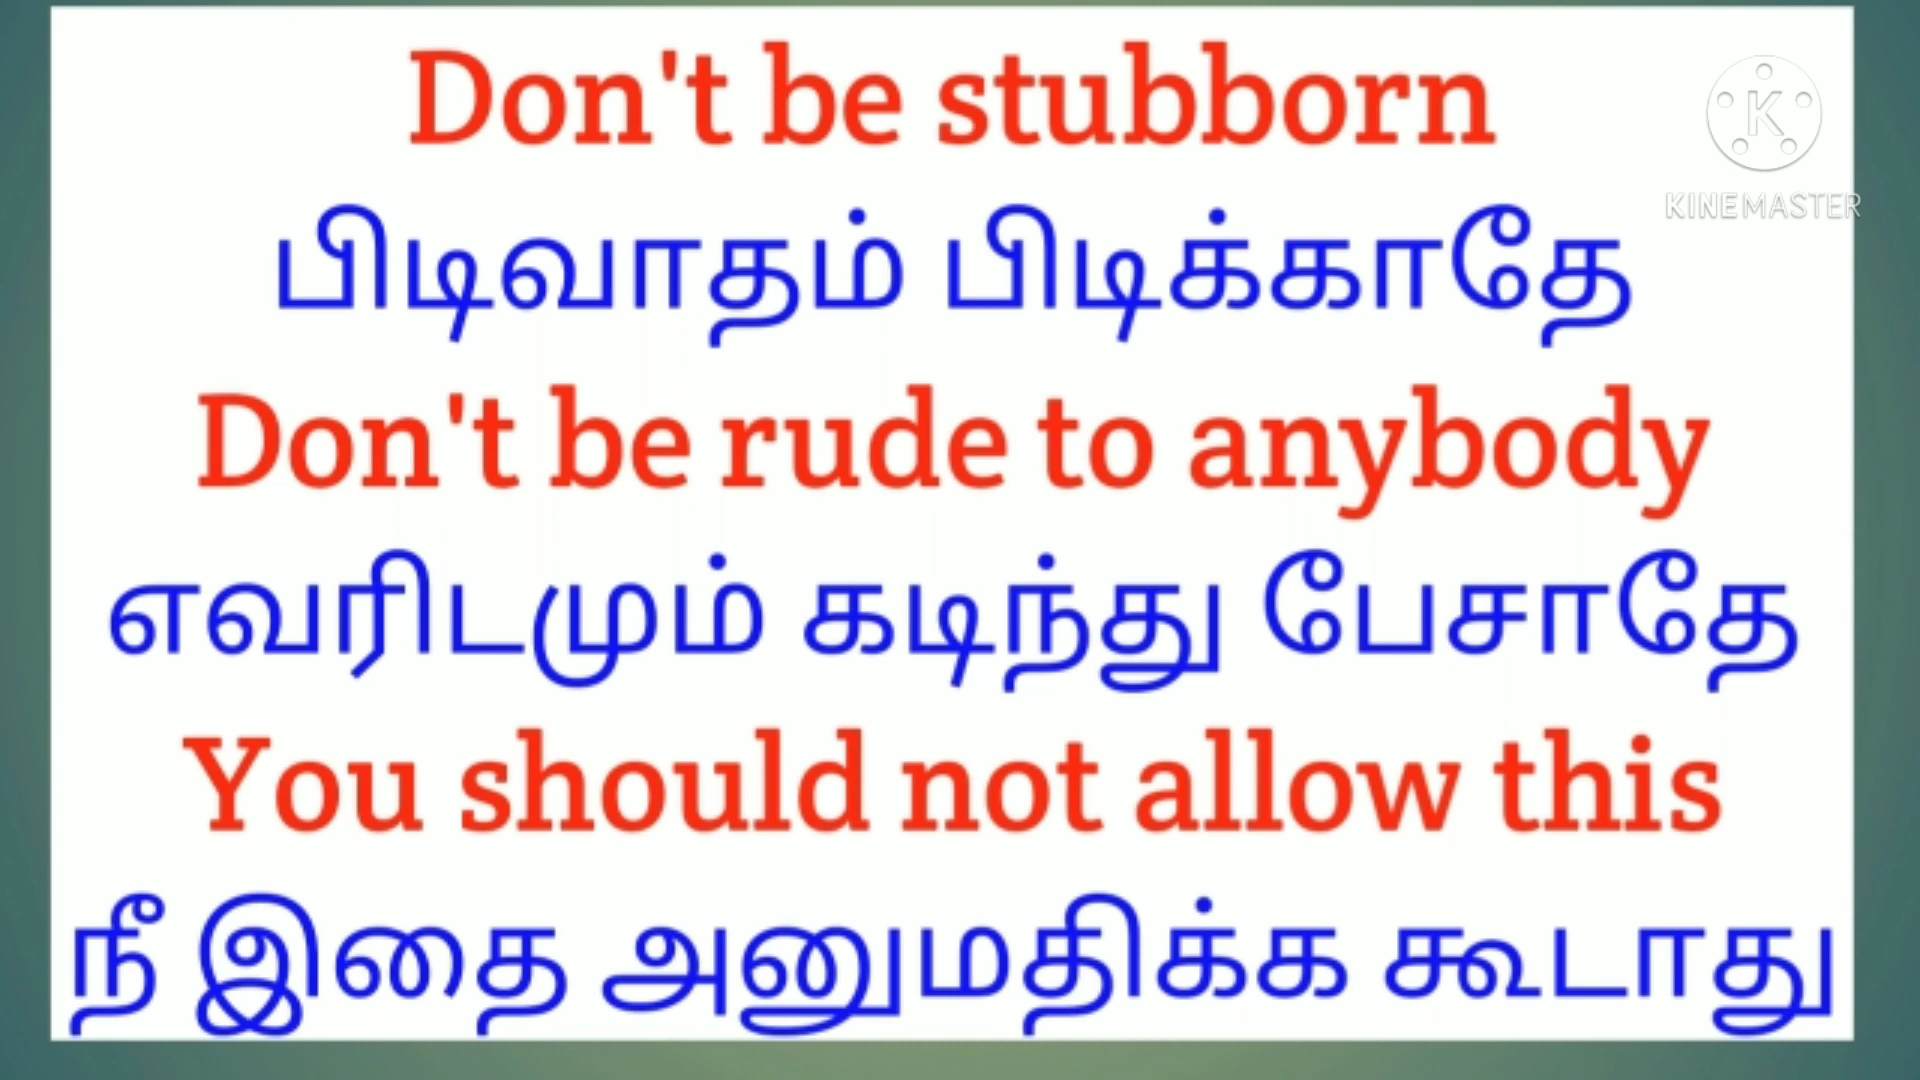 Don't be stubborn
KINEMASTER
பிடிவாதம் பிடிக்காதே
Don't be rude to anybody
எவரிடமும் கடிந்து பேசாதே
You should not allow this
நீ இதை அனுமதிக்க கூடாது